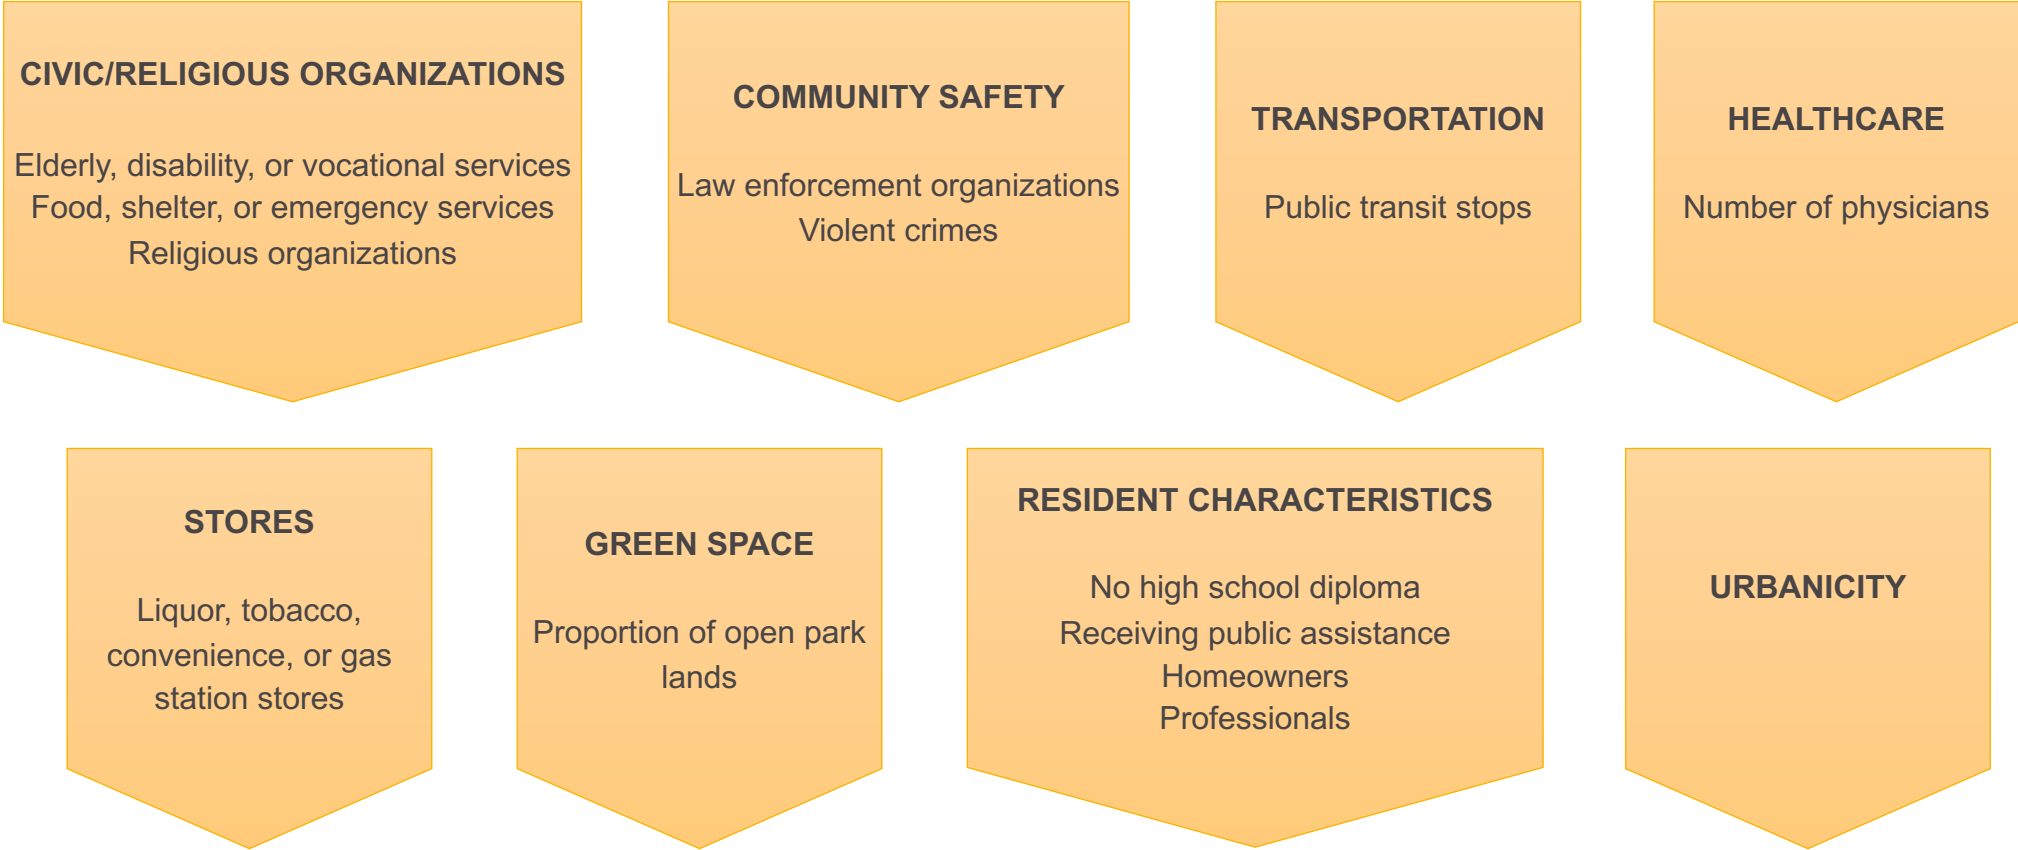 CIVIC/RELIGIOUS ORGANIZATIONS
Elderly, disability, or vocational services
Food, shelter, or emergency services
Religious organizations
COMMUNITY SAFETY
Law enforcement organizations
Violent crimes
TRANSPORTATION
Public transit stops
HEALTHCARE
Number of physicians
STORES
Liquor, tobacco,
convenience, or gas
station stores
GREEN SPACE
Proportion of open park
lands
RESIDENT CHARACTERISTICS
No high school diploma
Receiving public assistance
Homeowners
Professionals
URBANICITY